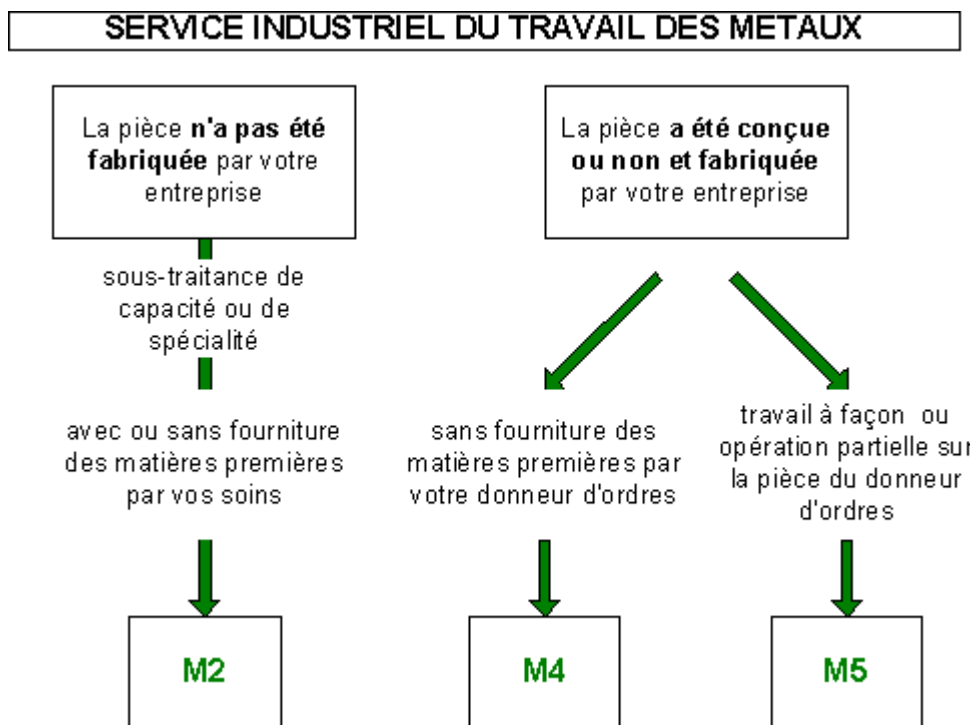 SERVICE INDUSTRIEL DU TRAVAIL DES METAUX
La pièce n'a pas été
fabriquée par votre
entreprise
La pièce a été conçue
ou non et fabriquée
par votre entreprise
sous-traitance de
capacité ou de
spécialité
avec ou sans fourniture
des matières premières
par vos soins
sans fourniture des
matières premières par
votre donneur d'ordres
travail à façon ou
opération partielle sur
la pièce du donneur
d'ordres
M2
M4
M5